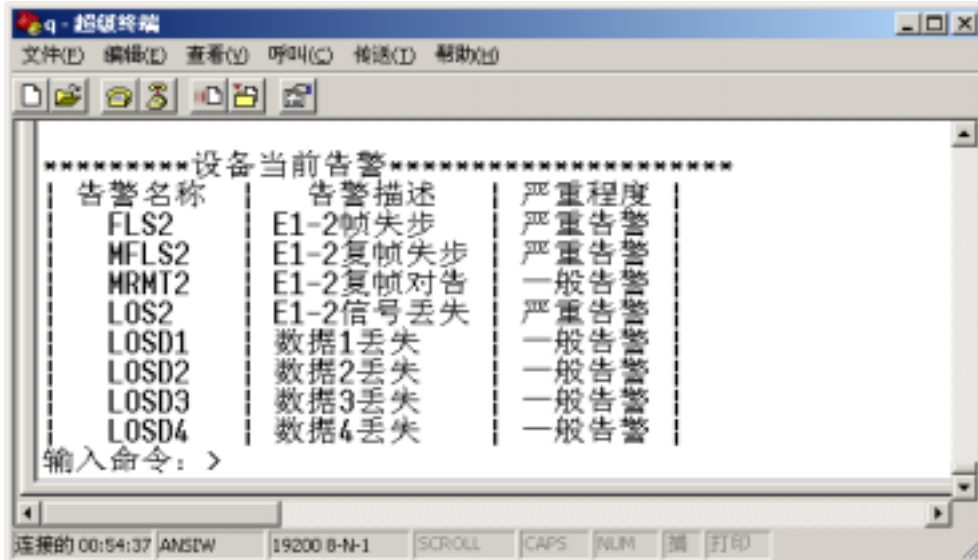 q - 超级终端
文件(F) 编辑(E) 查看(V) 呼叫(C) 传送(T) 帮助(H)
*********设备当前告警*********************
| 告警名称 | 告警描述 | 严重程度 |
| FLS2 | E1-2帧失步 | 严重告警 |
| MFLS2 | E1-2复帧失步 | 严重告警 |
| MRMT2 | E1-2复帧对告 | 一般告警 |
| LOS2 | E1-2信号丢失 | 严重告警 |
| LOSD1 | 数据1丢失 | 一般告警 |
| LOSD2 | 数据2丢失 | 一般告警 |
| LOSD3 | 数据3丢失 | 一般告警 |
| LOSD4 | 数据4丢失 | 一般告警 |
输入命令: >
连接的 00:54:37 ANSIW 19200 8-N-1 SCROLL CAPS NUM 捕 打印